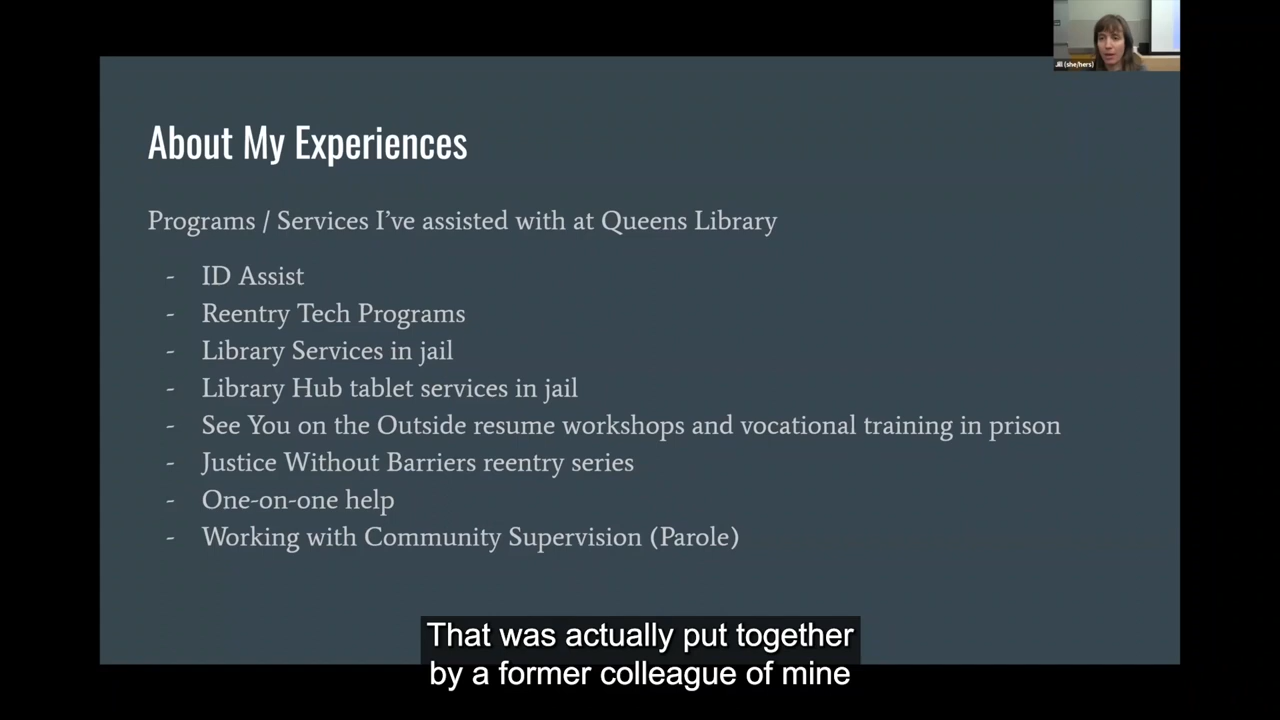 Jill (she/hers)
About My Experiences
Programs / Services I've assisted with at Queens Library
- ID Assist
- Reentry Tech Programs
- Library Services in jail
- Library Hub tablet services in jail
- See You on the Outside resume workshops and vocational training in prison
- Justice Without Barriers reentry series
- One-on-one help
- Working with Community Supervision (Parole)
That was actually put together
by a former colleague of mine